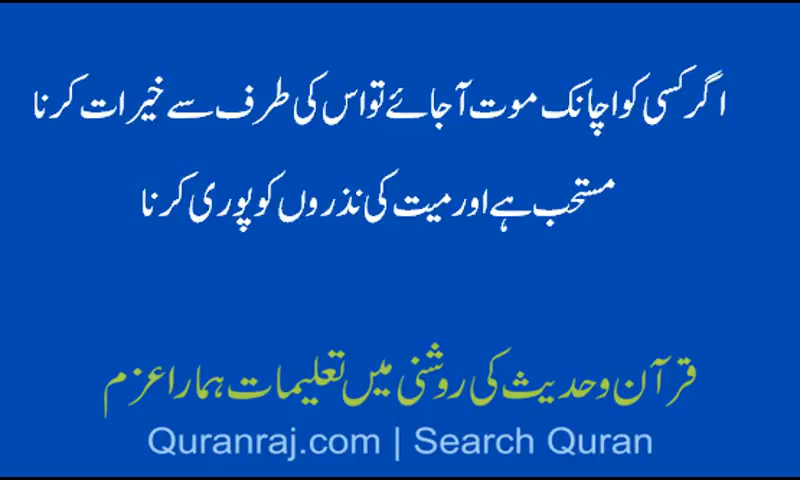 اگر کسی کو اچانک موت آجائے تو اس کی طرف سے خیرات کرنا
مستحب ہے اور میت کی نذروں کو پوری کرنا
قرآن و حدیث کی روشنی میں تعلیمات ہمارا عزم
Quranraj.com | Search Quran